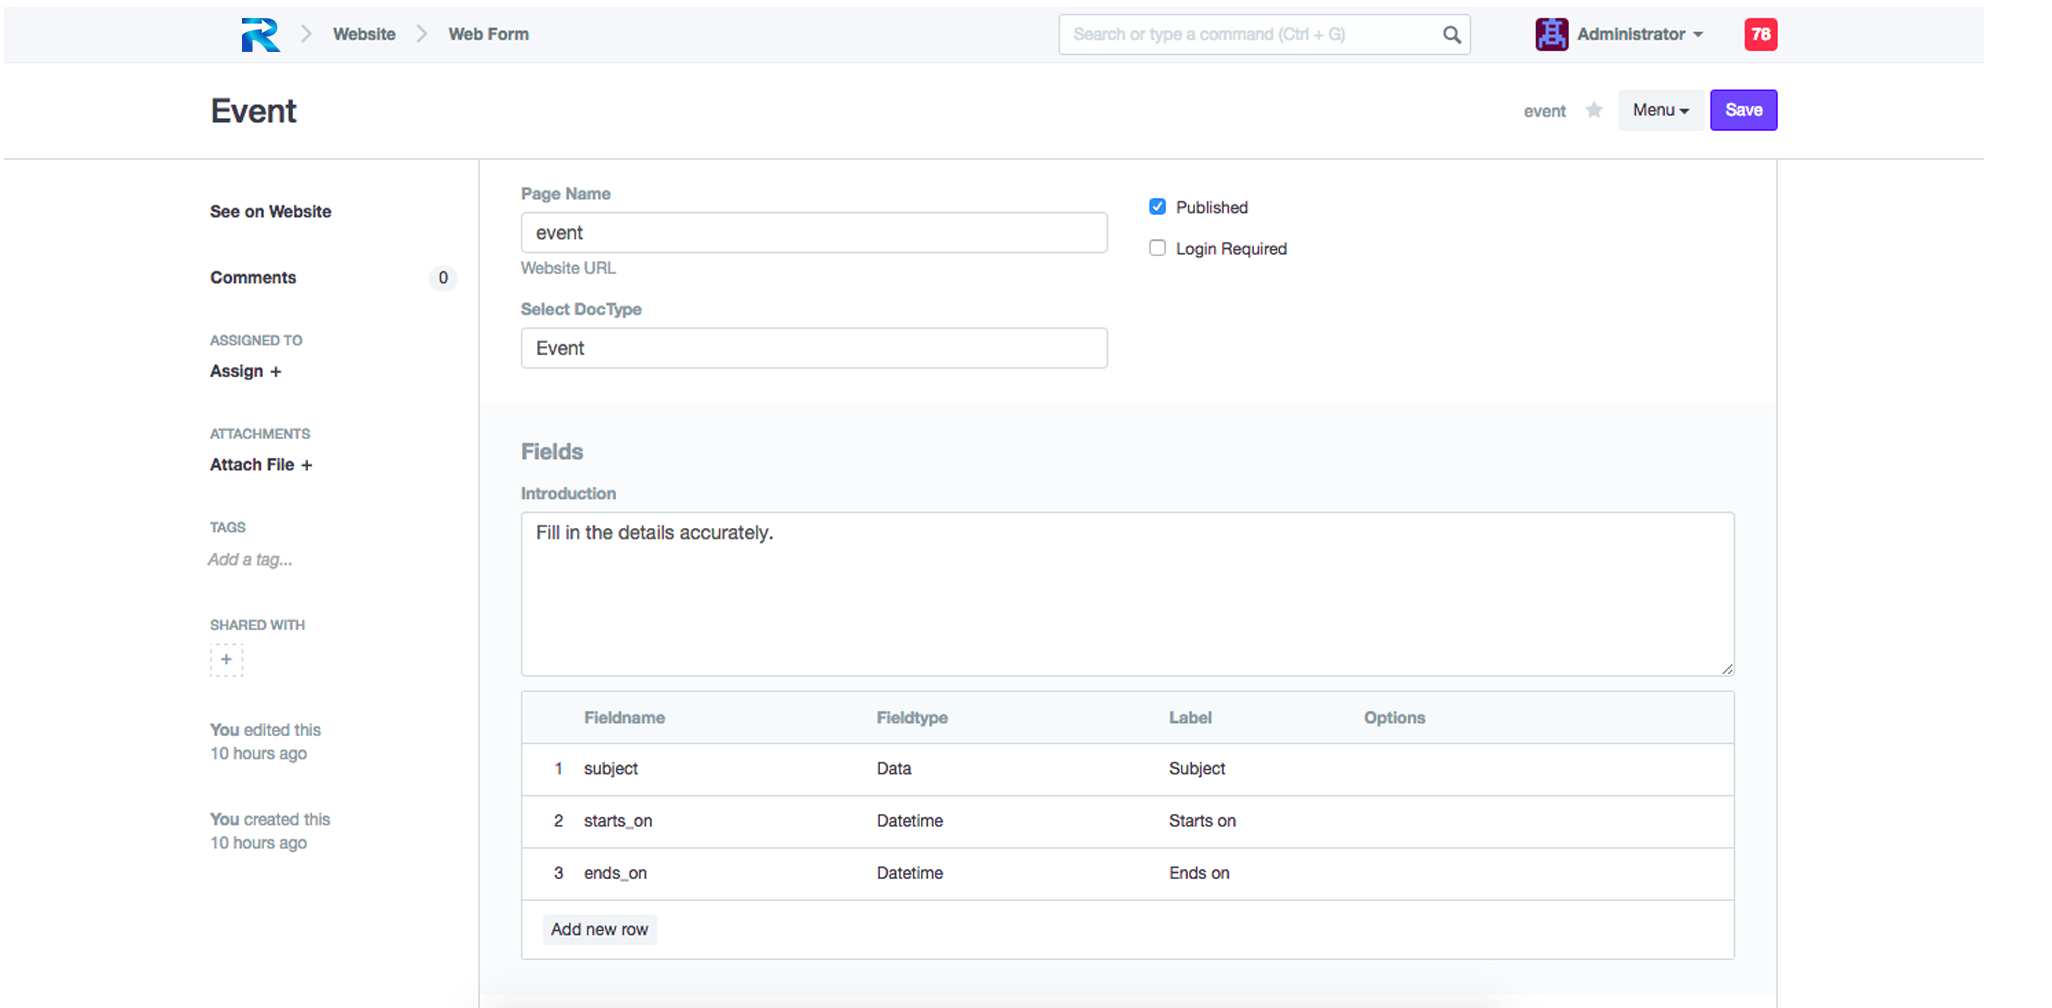 Website
Web Form
Search or type a command (Ctrl + G)
Administrator
78
Event
event
Menu
Save
See on Website
Comments 0
ASSIGNED TO
Assign +
ATTACHMENTS
Attach File +
TAGS
Add a tag...
SHARED WITH
+
You edited this
10 hours ago
You created this
10 hours ago
Page Name
event
Website URL
Select DocType
Event
Published
Login Required
Fields
Introduction
Fill in the details accurately.
Fieldname Fieldtype Label Options
1 subject Data Subject
2 starts_on Datetime Starts on
3 ends_on Datetime Ends on
Add new row